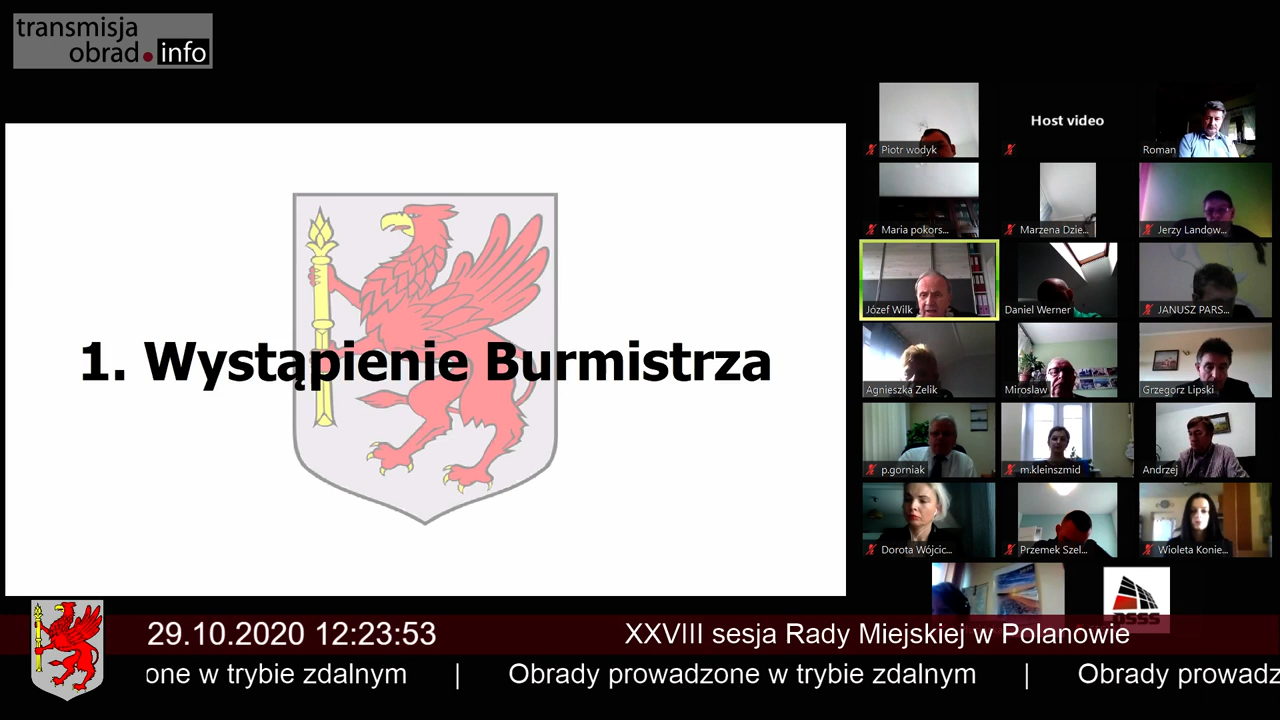 transmisja
obrad.info
Piotr wodyk
Host video
Roman
Maria pokors...
Marzena Dzie...
Jerzy Landow...
Józef Wilk
Daniel Werner
JANUSZ PARS...
1. Wystąpienie Burmistrza
Agnieszka Zelik
Miroslaw
Grzegorz Lipski
p.gorniak
m.kleinszmid
Andrzej
Dorota Wójcic...
Przemek Szel...
Wioleta Konie...
29.10.2020 12:23:53
XXVIII sesja Rady Miejskiej w Polanowie
one w trybie zdalnym | Obrady prowadzone w trybie zdalnym | Obrady prowadz